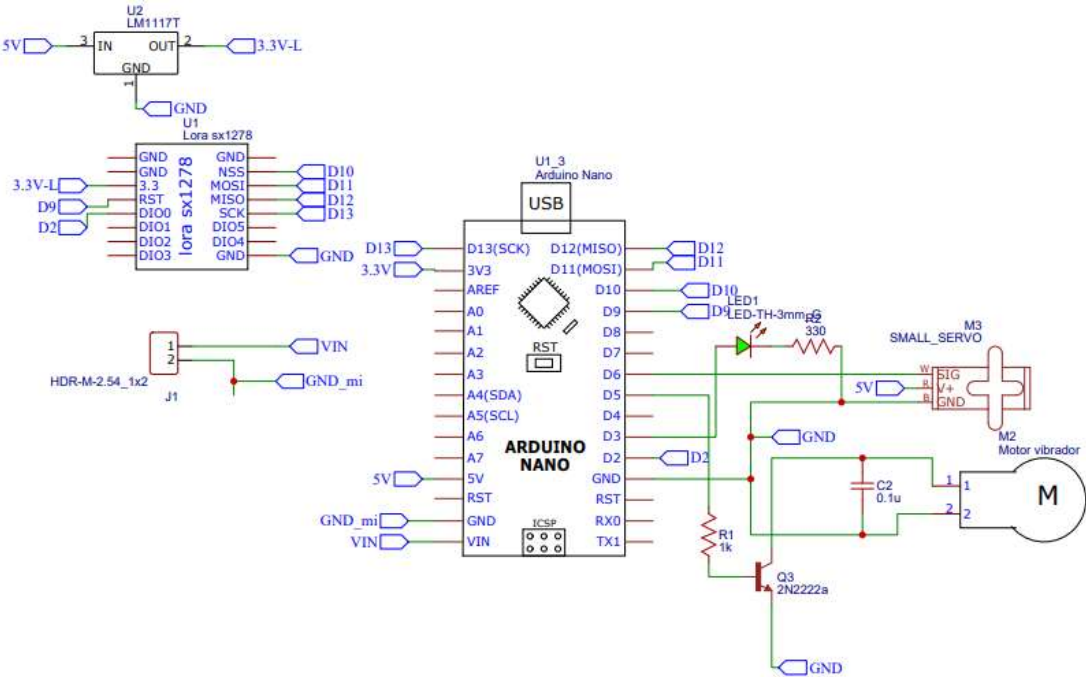 U2
LM1117T
5V
3
IN
OUT
2
3.3V-L
GND
1
GND
U1
Lora sx1278
GND
GND
3.3
RST
DIO0
DIO1
DIO2
DIO3
lora sx1278
GND
NSS
MOSI
MISO
SCK
DIO5
DIO4
GND
3.3V-L
D9
D2
D10
D11
D12
D13
GND
1
2
VIN
GND_mi
HDR-M-2.54_1x2
J1
U1_3
Arduino Nano
USB
D13
3.3V
5V
GND_mi
VIN
D13(SCK)
3V3
AREF
A0
A1
A2
A3
A4(SDA)
A5(SCL)
A6
A7
5V
RST
GND
VIN
RST
ARDUINO
NANO
ICSP
D12(MISO)
D11(MOSI)
D10
D9
D8
D7
D6
D5
D4
D3
D2
GND
RST
RX0
TX1
D12
D11
D10
D9
D2
LED1
LED-TH-3mm_G
R2
330
M3
SMALL_SERVO
W
SIG
5V
R
V+
B
GND
GND
M2
Motor vibrador
C2
0.1u
1
1
2
2
M
R1
1k
Q3
2N2222a
GND